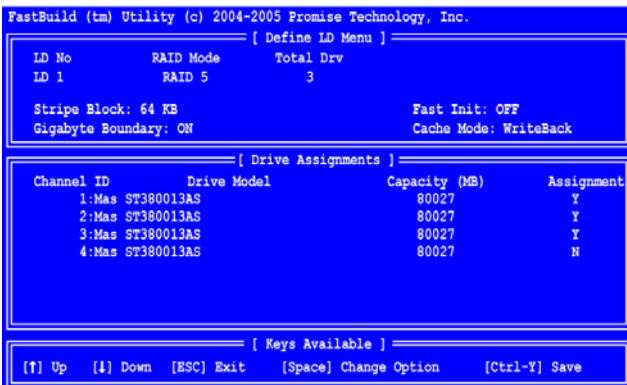 FastBuild (tm) Utility (c) 2004-2005 Promise Technology, Inc.
[ Define LD Menu ]
LD No RAID Mode Total Drv
LD 1 RAID 5 3
Stripe Block: 64 KB Fast Init: OFF
Gigabyte Boundary: ON Cache Mode: WriteBack
[ Drive Assignments ]
Channel ID Drive Model Capacity (MB) Assignment
1:Mas ST380013AS 80027 Y
2:Mas ST380013AS 80027 Y
3:Mas ST380013AS 80027 Y
4:Mas ST380013AS 80027 N
[ Keys Available ]
[↑] Up [↓] Down [ESC] Exit [Space] Change Option [Ctrl-Y] Save